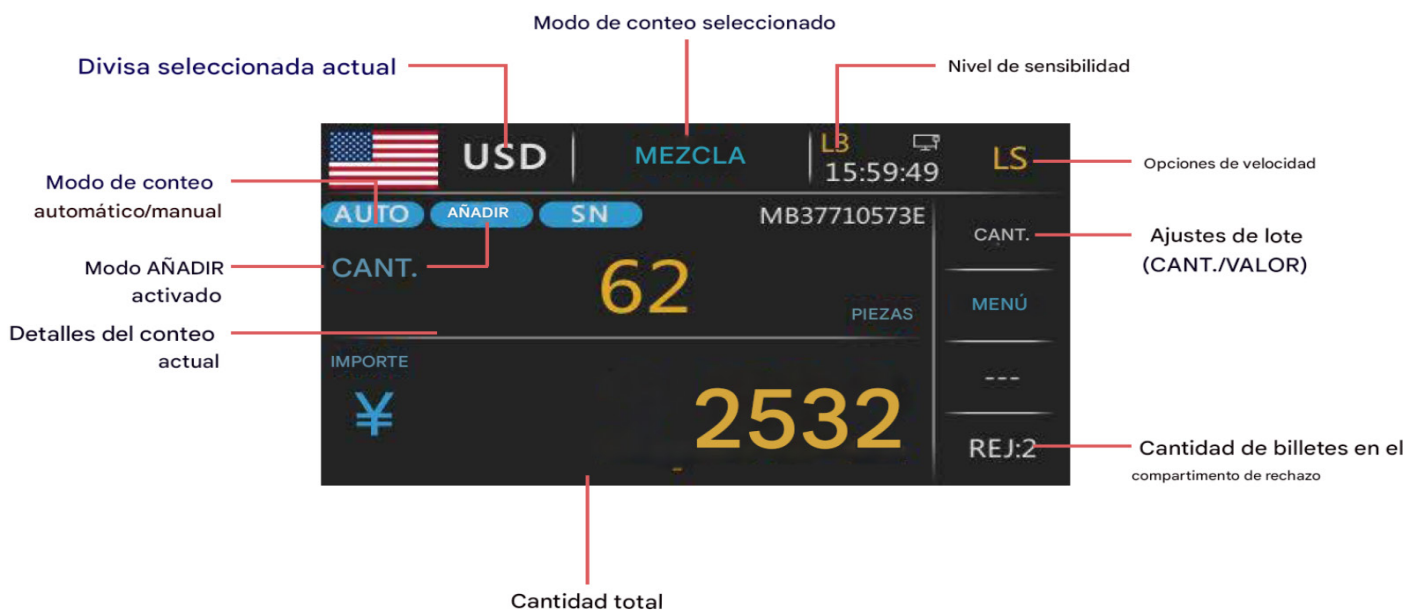 Modo de conteo seleccionado
Divisa seleccionada actual
Nivel de sensibilidad
USD
MEZCLA
L3
15:59:49
LS
Opciones de velocidad
Modo de conteo
automático/manual
AUTO
AÑADIR
SN
MB37710573E
CANT.
Ajustes de lote
(CANT./VALOR)
Modo AÑADIR
activado
CANT.
62
PIEZAS
MENÚ
Detalles del conteo
actual
IMPORTE
¥
2532
---
REJ:2
Cantidad de billetes en el
compartimento de rechazo
Cantidad total